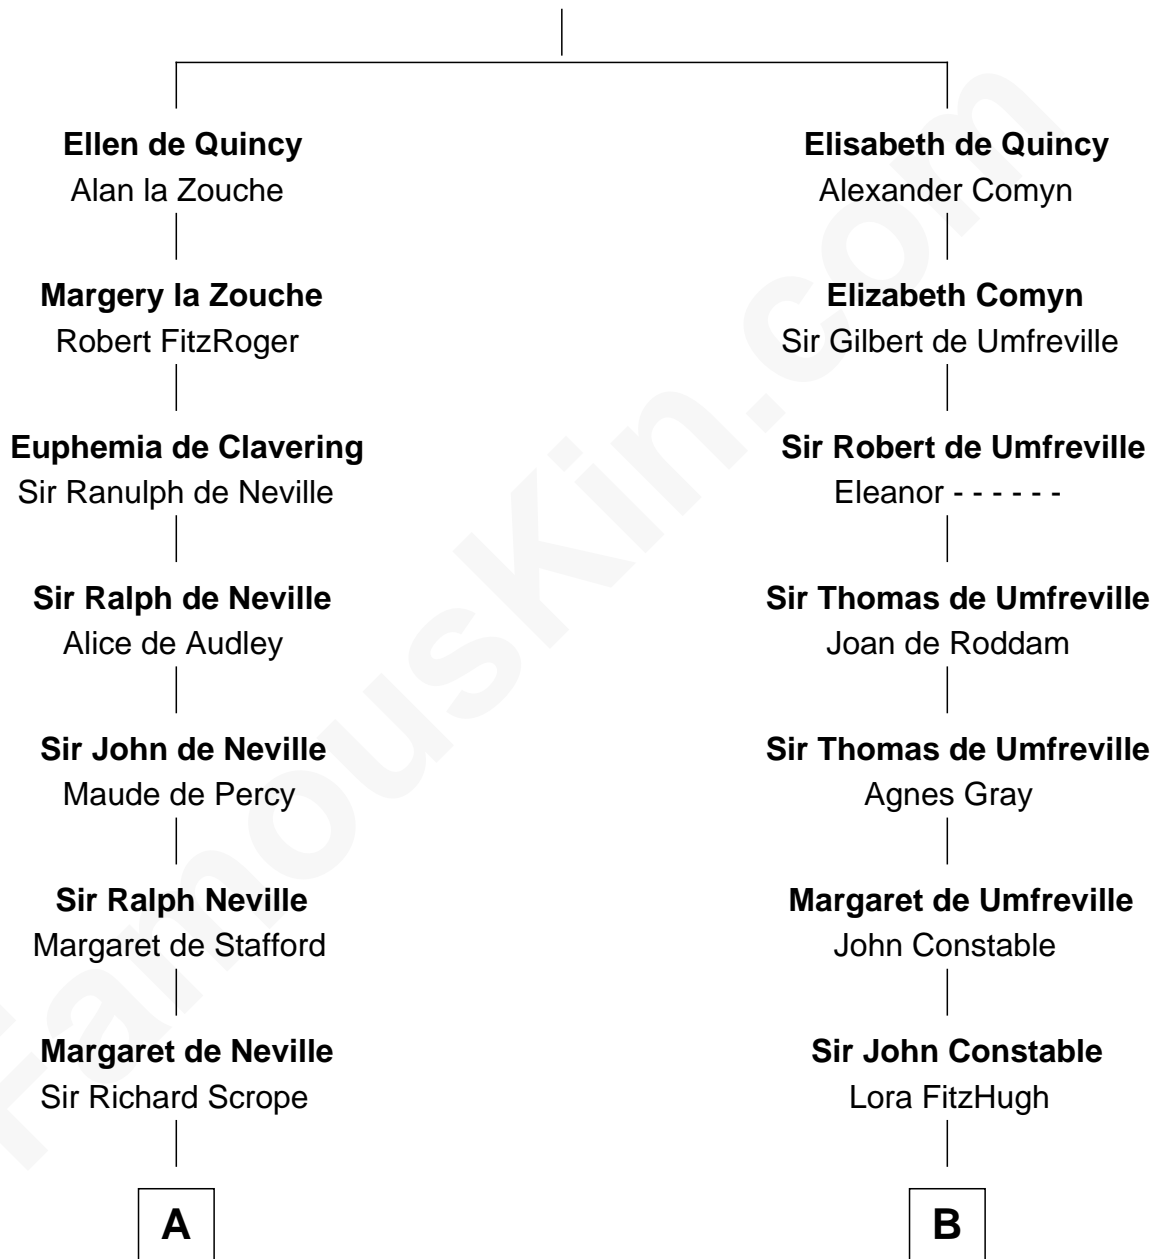 Ellen de Quincy
Alan la Zouche
Elisabeth de Quincy
Alexander Comyn
Margery la Zouche
Robert FitzRoger
Elizabeth Comyn
Sir Gilbert de Umfreville
Euphemia de Clavering
Sir Ranulph de Neville
Sir Robert de Umfreville
Eleanor - - - - - -
Sir Ralph de Neville
Alice de Audley
Sir Thomas de Umfreville
Joan de Roddam
Sir John de Neville
Maude de Percy
Sir Thomas de Umfreville
Agnes Gray
Sir Ralph Neville
Margaret de Stafford
Margaret de Umfreville
John Constable
Margaret de Neville
Sir Richard Scrope
Sir John Constable
Lora FitzHugh
A
B
FamousKin.com